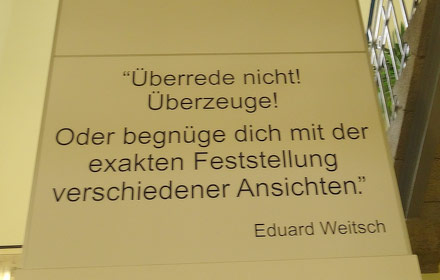 “Überrede nicht!
Überzeuge!
Oder begnüge dich mit der
exakten Feststellung
verschiedener Ansichten.”
Eduard Weitsch